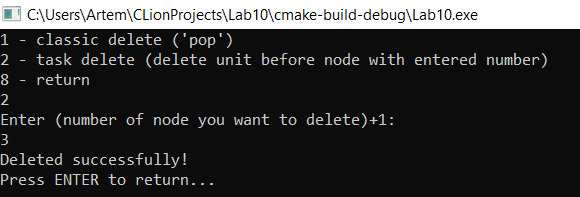 C:\Users\Artem\CLionProjects\Lab10\cmake-build-debug\Lab10.exe
1 - classic delete ('pop')
2 - task delete (delete unit before node with entered number)
8 - return
2
Enter (number of node you want to delete)+1:
3
Deleted successfully!
Press ENTER to return...